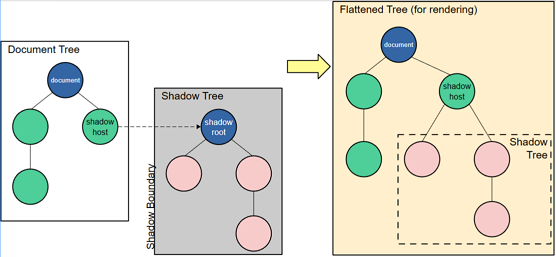 Document Tree
document
shadow
host
Shadow Tree
shadow
root
Shadow Boundary
Flattened Tree (for rendering)
document
shadow
host
Shadow
Tree